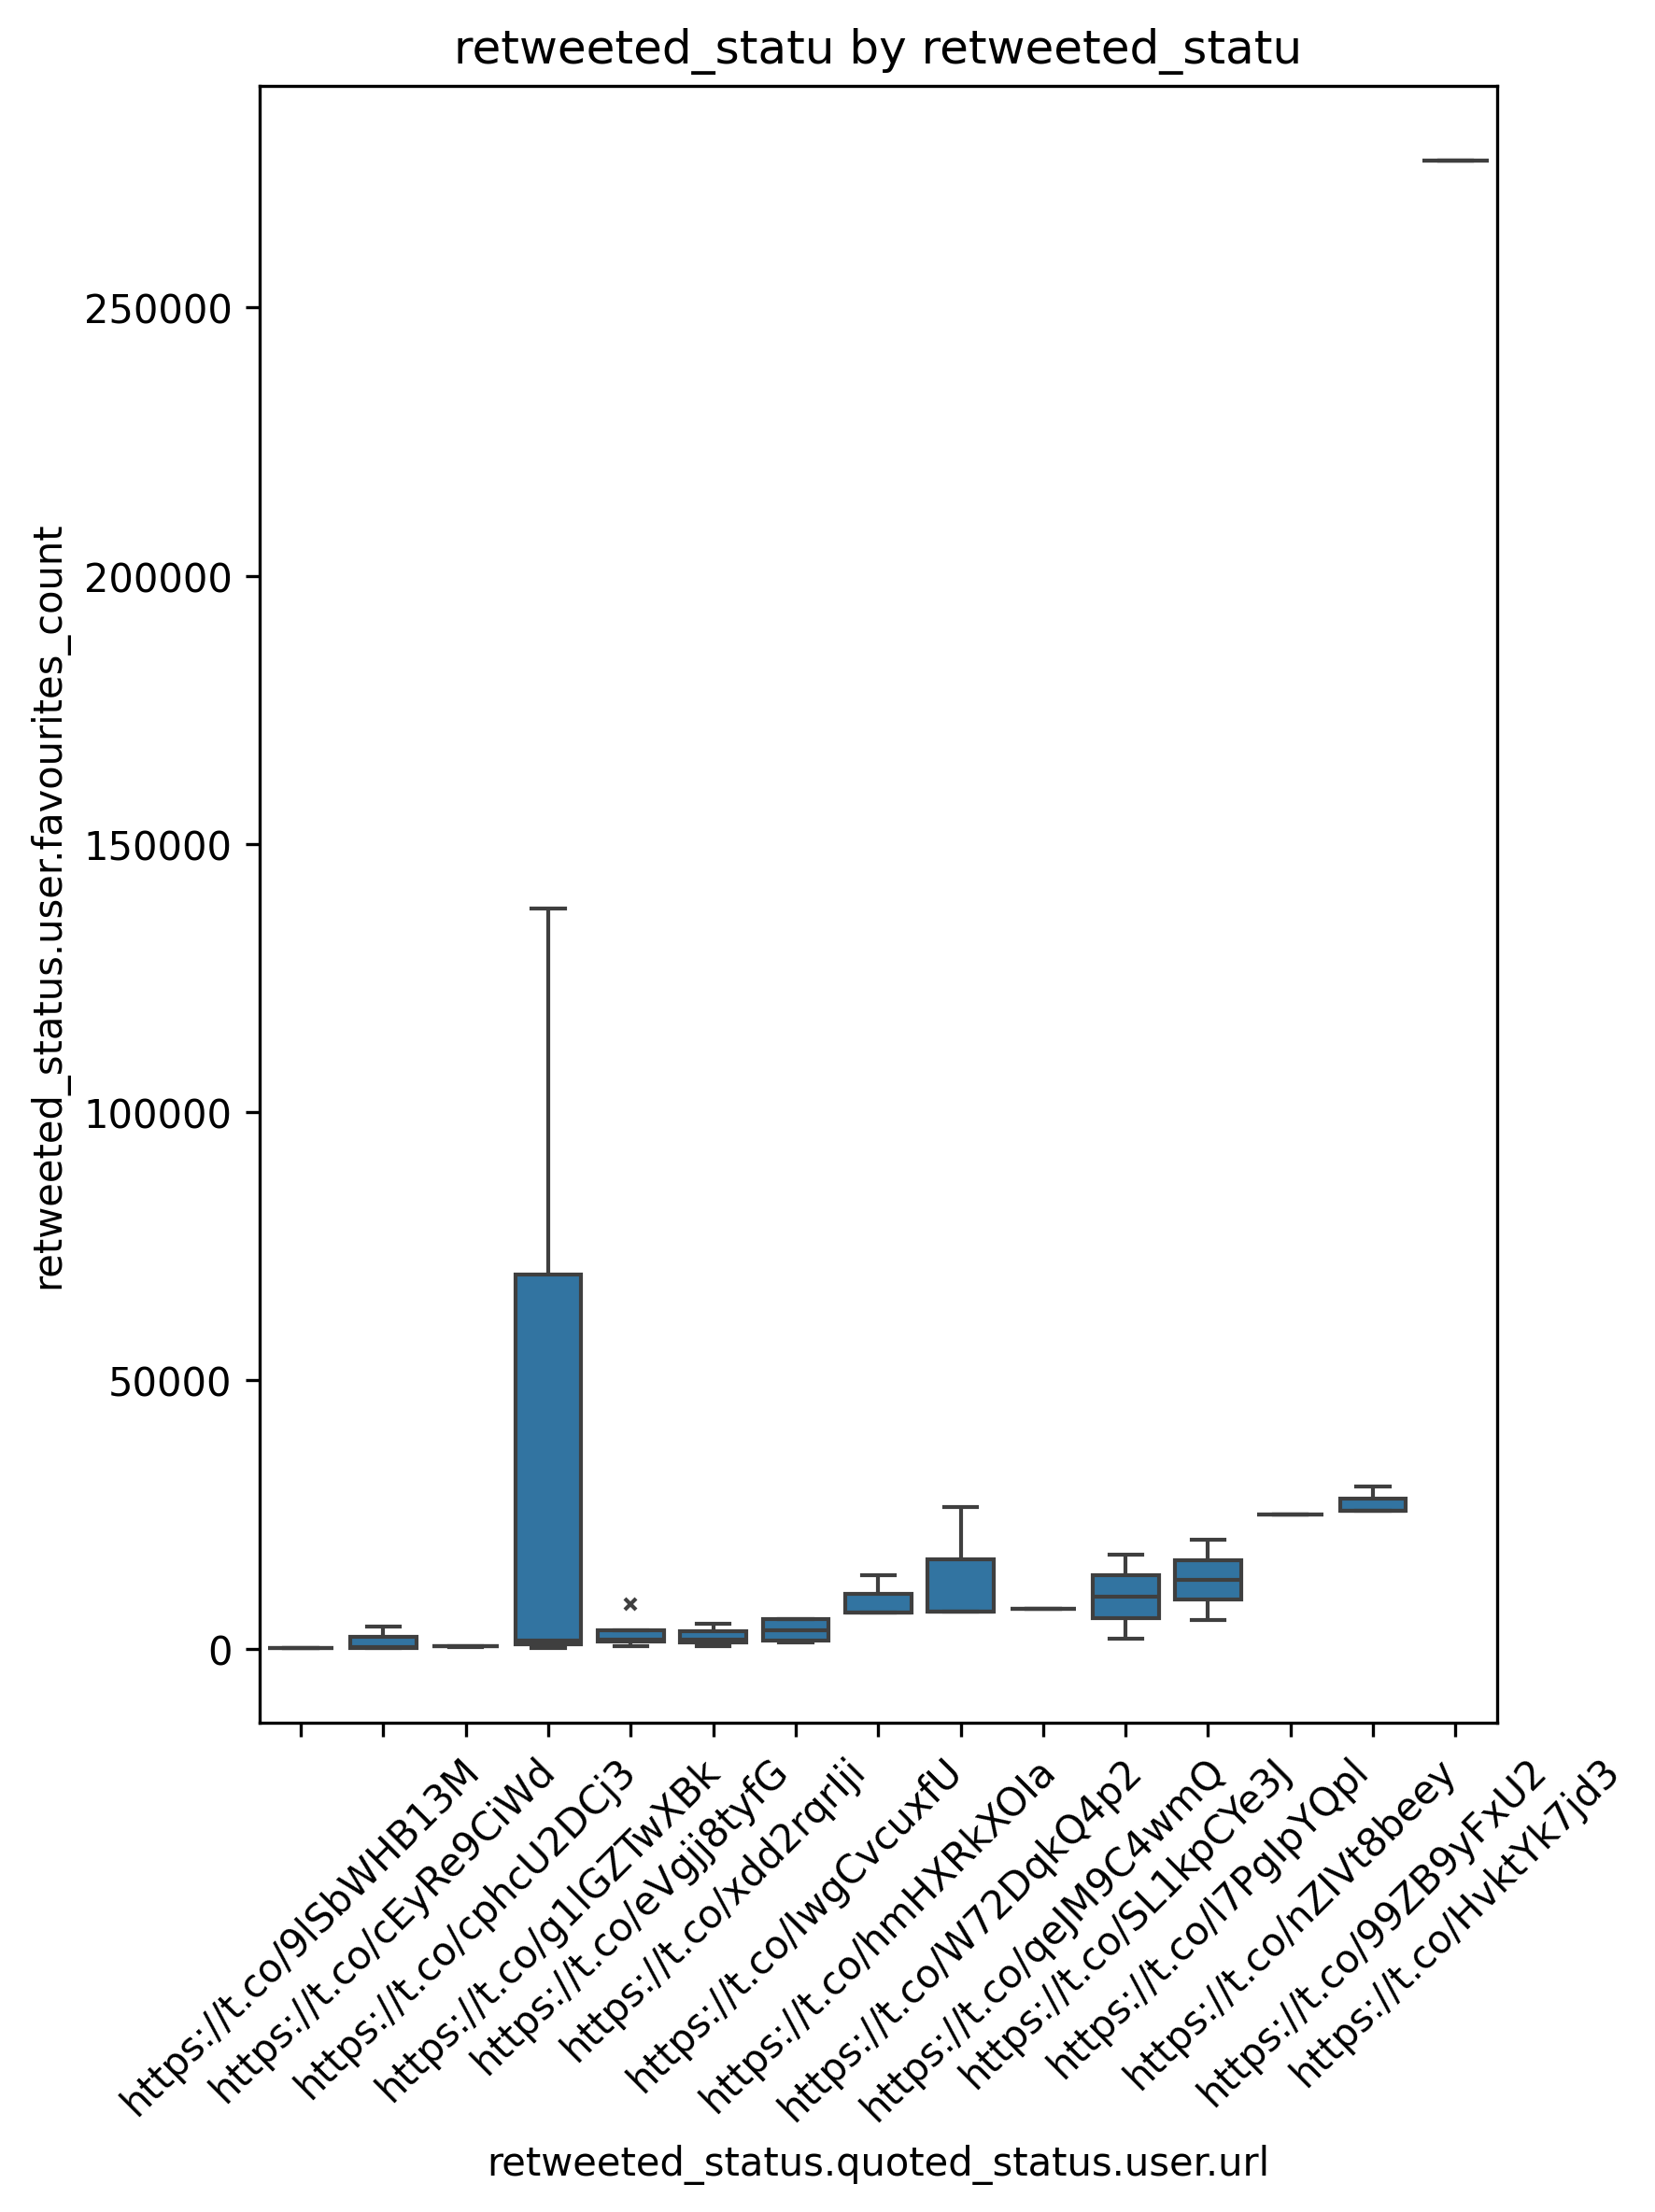 retweeted_statu by retweeted_statu
retweeted_status.user.favourites_count
250000
200000
150000
100000
50000
0
https://t.co/9lSbWHB13M
https://t.co/cEyRe9CiWd
https://t.co/cphcU2DCj3
https://t.co/g1lGZTwXBk
https://t.co/eVgjj8tyfG
https://t.co/xdd2rqrlji
https://t.co/lwgCvcuxfU
https://t.co/hmHXRkXOla
https://t.co/W72DqkQ4p2
https://t.co/qeJM9C4wmQ
https://t.co/SL1kpCYe3J
https://t.co/l7PglpYQpl
https://t.co/nZlVt8beey
https://t.co/99ZB9yFxU2
https://t.co/HvktYk7jd3
retweeted_status.quoted_status.user.url